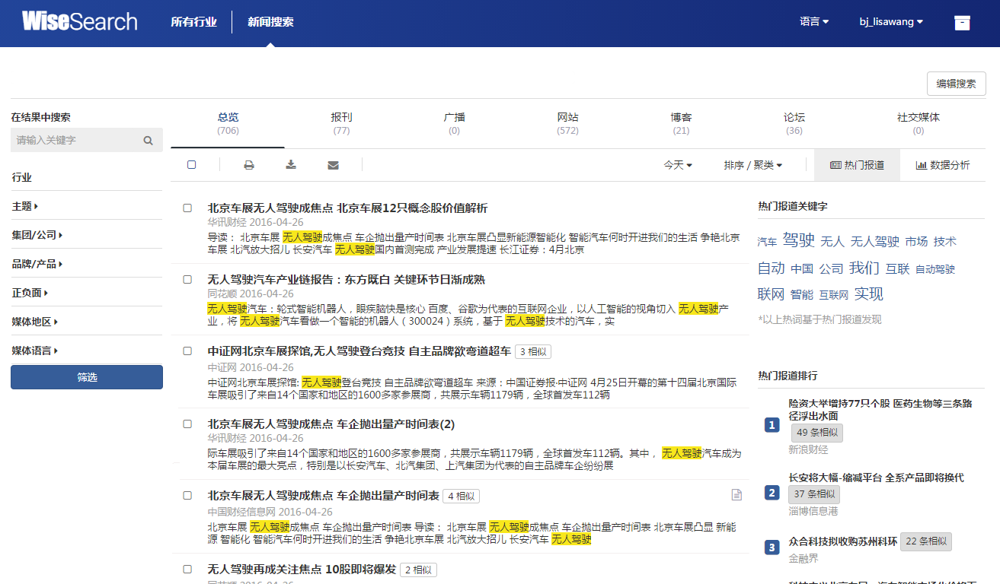 WiseSearch 所有行业 新闻搜索 语言 bj_lisawang
编辑搜索
在结果中搜索
请输入关键字
行业
主题
集团/公司
品牌/产品
正负面
媒体地区
媒体语言
筛选
总览 报刊 广播 网站 博客 论坛 社交媒体
(706) (77) (0) (572) (21) (36) (0)
今天 排序 / 聚类 热门报道 数据分析
北京车展无人驾驶成焦点 北京车展12只概念股价值解析
华讯财经 2016-04-26
导读： 北京车展 无人驾驶成焦点 车企抛出量产时间表 北京车展凸显新能源智能化 智能汽车何时开进我们的生活 争艳北京
车展 北汽放大招儿 长安汽车 无人驾驶国内首测完成 产业发展提速 长江证券：4月北京
无人驾驶汽车产业链报告：东方既白 关键环节日渐成熟
同花顺 2016-04-26
无人驾驶汽车：轮式智能机器人，眼疾脑快是核心 百度、谷歌为代表的互联网企业，以人工智能的视角切入 无人驾驶产
业，将 无人驾驶汽车看做一个智能的机器人（300024）系统，基于 无人驾驶技术的汽车，实
中证网北京车展探馆,无人驾驶登台竞技 自主品牌欲弯道超车 3 相似
中证网 2016-04-26
中证网北京车展探馆: 无人驾驶登台竞技 自主品牌欲弯道超车 来源：中国证券报·中证网 4月25日开幕的第十四届北京国际
车展吸引了来自14个国家和地区的1600多家参展商，共展示车辆1179辆，全球首发车112辆
北京车展无人驾驶成焦点 车企抛出量产时间表(2)
华讯财经 2016-04-26
际车展吸引了来自14个国家和地区的1600多家参展商，共展示车辆1179辆，全球首发车112辆。其中， 无人驾驶汽车成为
本届车展的最大亮点，特别是以长安汽车、北汽集团、上汽集团为代表的自主品牌车企纷纷展
北京车展无人驾驶成焦点 车企抛出量产时间表 4 相似
中国财经信息网 2016-04-26
北京车展 无人驾驶成焦点 车企抛出量产时间表 导读： 北京车展 无人驾驶成焦点 车企抛出量产时间表 北京车展凸显 新能
源 智能化 智能汽车何时开进我们的生活 争艳北京车展 北汽放大招儿 长安汽车 无人驾驶
无人驾驶再成关注焦点 10股即将爆发 2 相似
同花顺 2016-04-26
热门报道关键字
汽车 驾驶 无人 无人驾驶 市场 技术
自动 中国 公司 我们 互联 自动驾驶
联网 智能 互联网 实现
*以上热词基于热门报道发现
热门报道排行
1 险资大举增持77只个股 医药生物等三条路
径浮出水面
49 条相似
新浪财经
2 长安将大幅-缩减平台 全系产品即将换代
37 条相似
淄博信息港
3 众合科技拟收购苏州科环 22 条相似
金融界